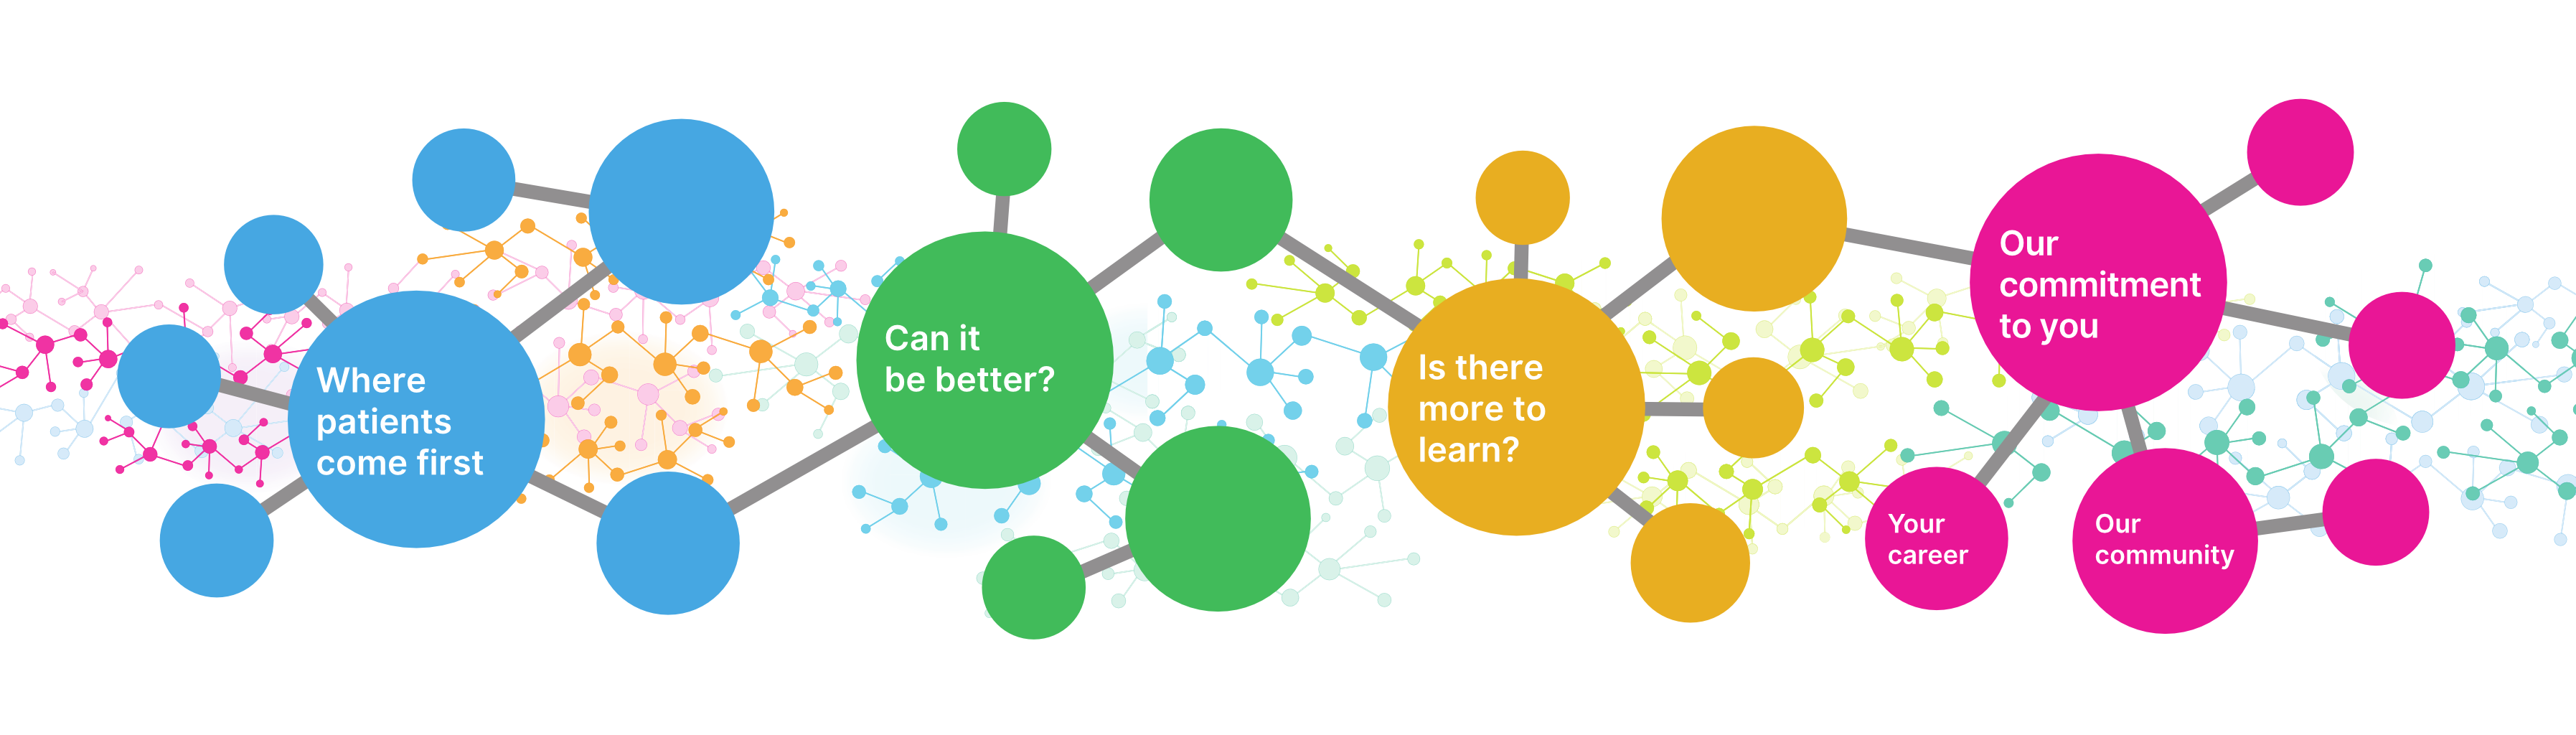 Where
patients
come first
Can it
be better?
Is there
more to
learn?
Our
commitment
to you
Your
career
Our
community